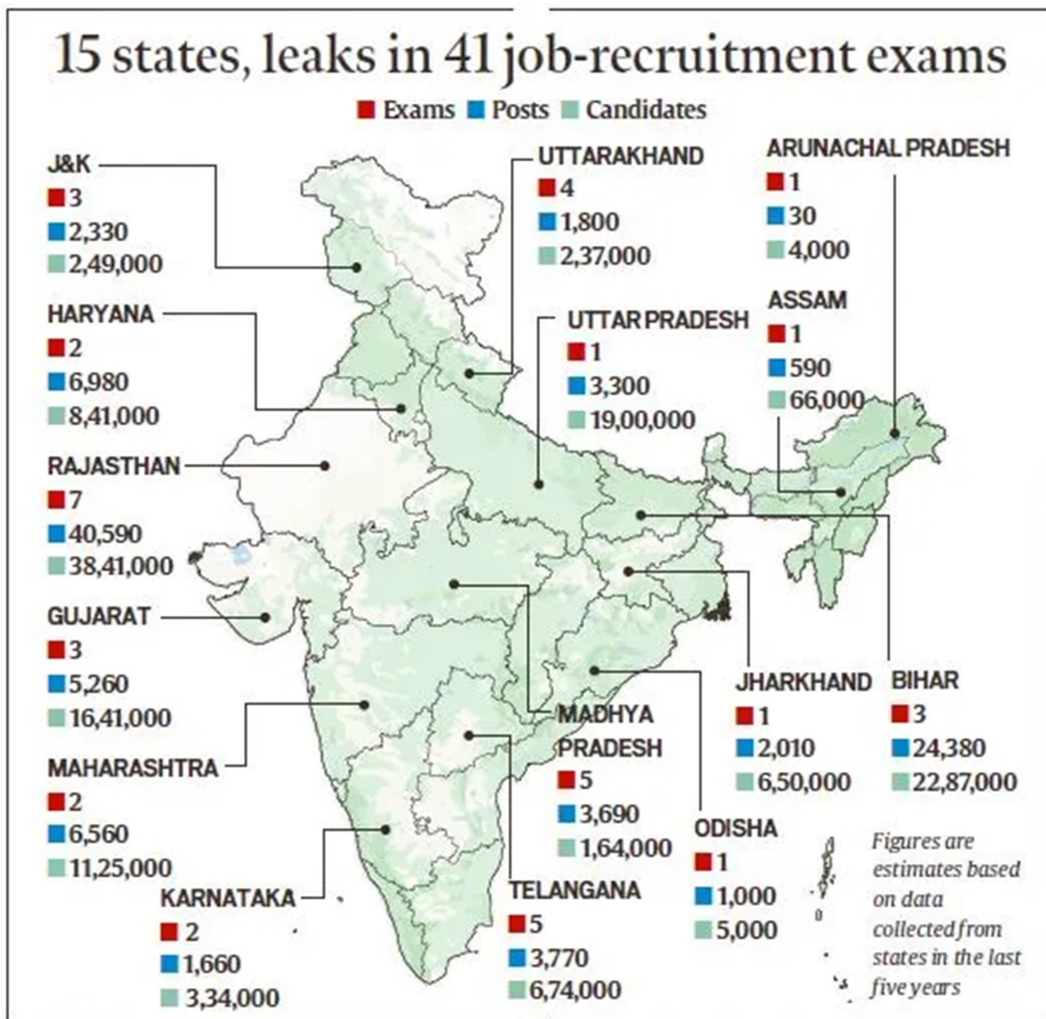 15 states, leaks in 41 job-recruitment exams
Exams Posts Candidates
J&K
3
2,330
2,49,000
HARYANA
2
6,980
8,41,000
RAJASTHAN
7
40,590
38,41,000
GUJARAT
3
5,260
16,41,000
MAHARASHTRA
2
6,560
11,25,000
KARNATAKA
2
1,660
3,34,000
UTTARAKHAND
4
1,800
2,37,000
UTTAR PRADESH
1
3,300
19,00,000
ARUNACHAL PRADESH
1
30
4,000
ASSAM
1
590
66,000
MADHYA
PRADESH
5
3,690
1,64,000
TELANGANA
5
3,770
6,74,000
JHARKHAND
1
2,010
6,50,000
BIHAR
3
24,380
22,87,000
ODISHA
1
1,000
5,000
Figures are
estimates based
on data
collected from
states in the last
five years